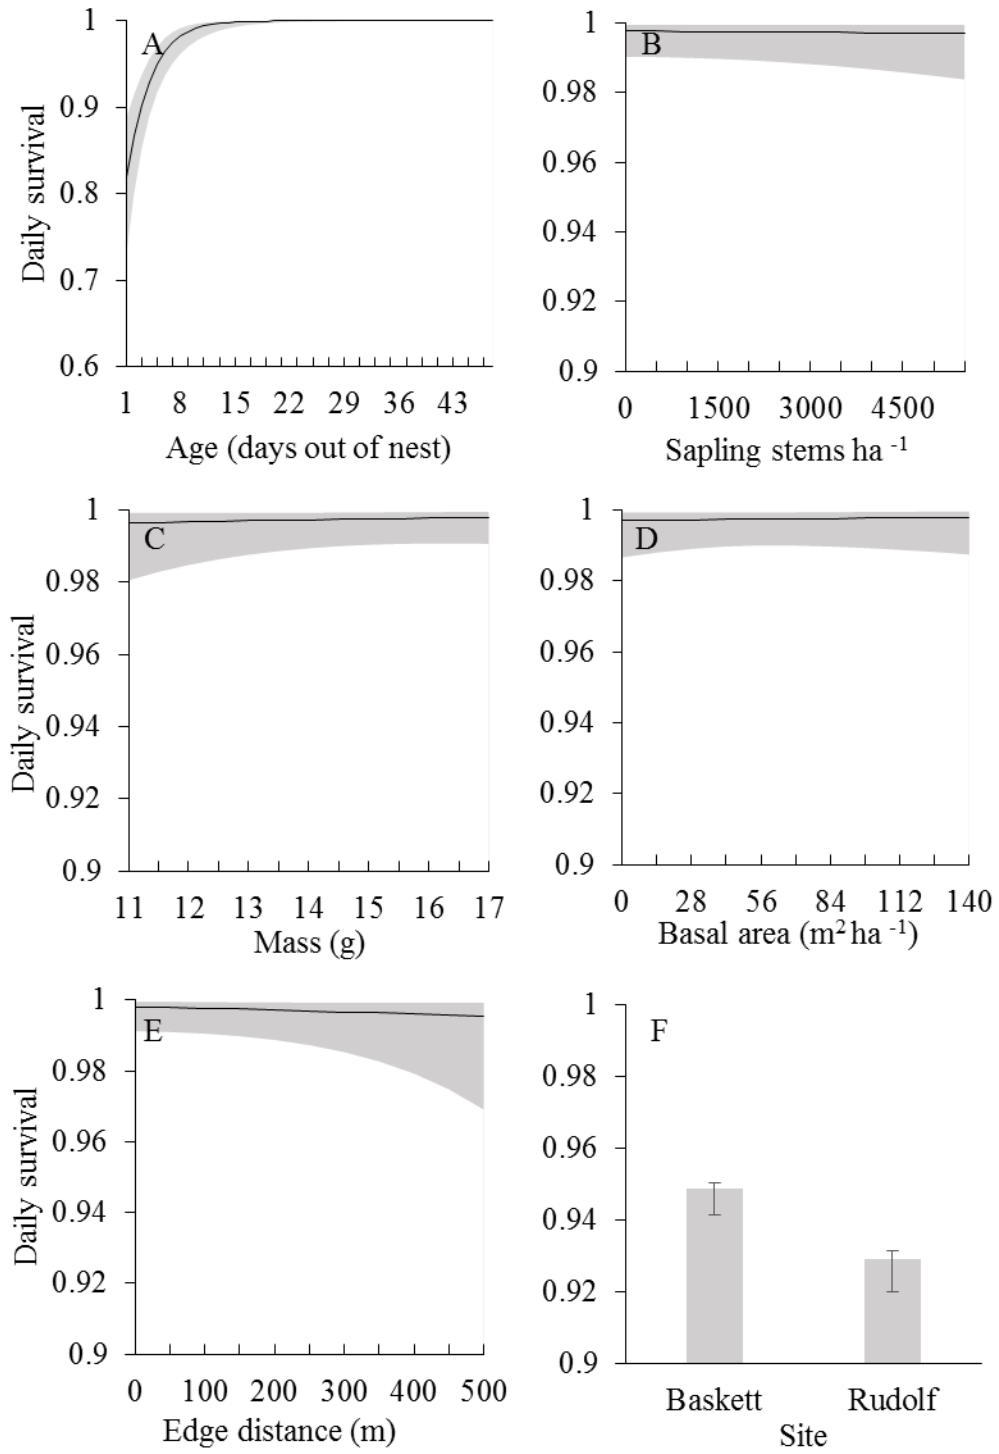 A
Daily survival
1
0.9
0.8
0.7
0.6
1 8 15 22 29 36 43
Age (days out of nest)
B
1
0.98
0.96
0.94
0.92
0.9
0 1500 3000 4500
Sapling stems ha -1
C
Daily survival
1
0.98
0.96
0.94
0.92
0.9
11 12 13 14 15 16 17
Mass (g)
D
1
0.98
0.96
0.94
0.92
0.9
0 28 56 84 112 140
Basal area (m2 ha -1)
E
Daily survival
1
0.98
0.96
0.94
0.92
0.9
0 100 200 300 400 500
Edge distance (m)
F
1
0.98
0.96
0.94
0.92
0.9
Baskett Rudolf
Site